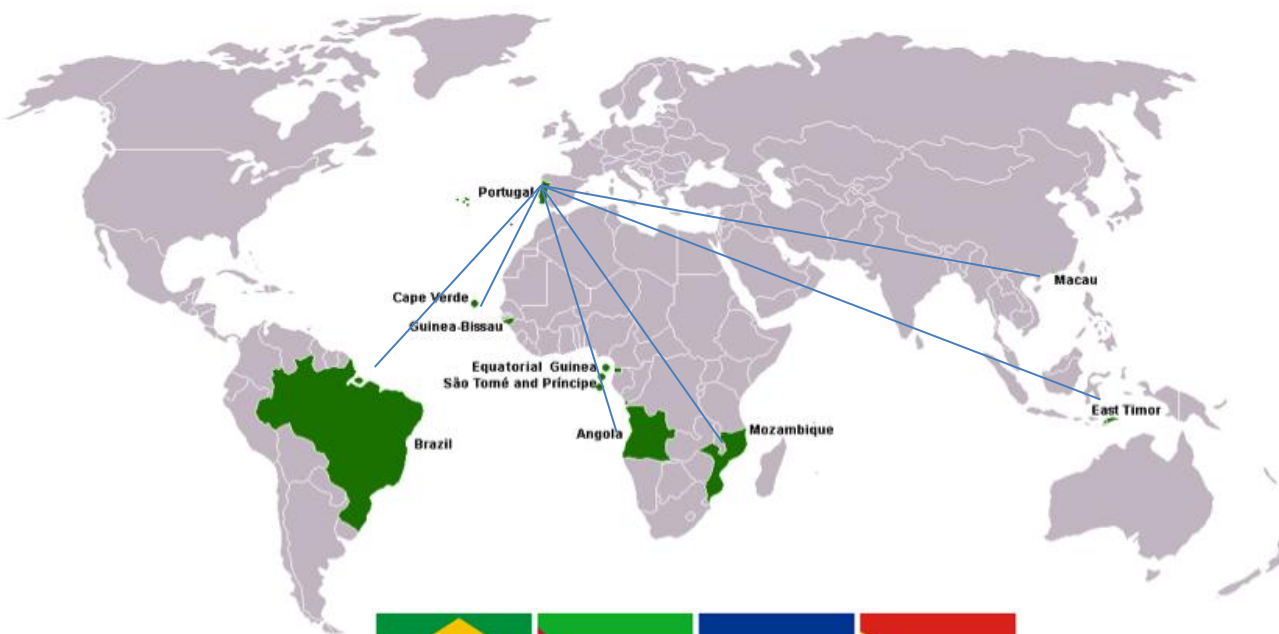 Portugal
Macau
Cape Verde
Guinea-Bissau
Equatorial Guinea
São Tomé and Príncipe
East Timor
Angola
Mozambique
Brazil